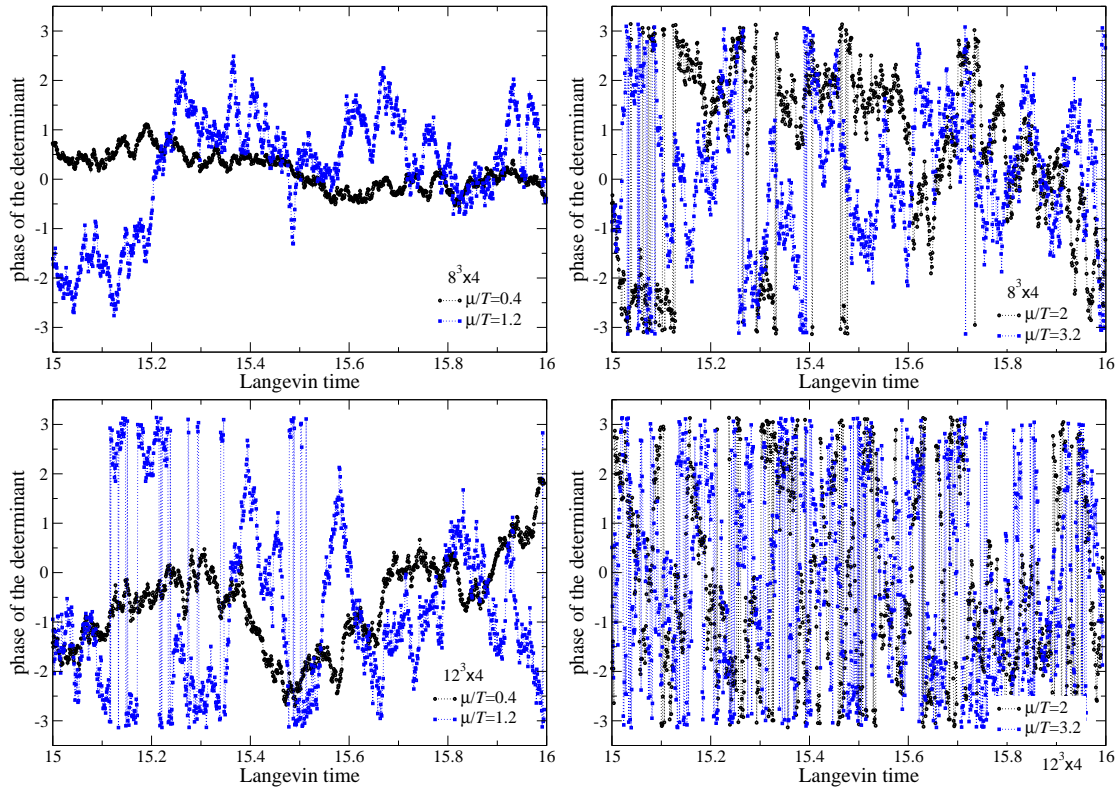 phase of the determinant
3
2
1
0
-1
-2
-3
8³x4
μ/T=0.4
μ/T=1.2
15 15.2 15.4 15.6 15.8 16
Langevin time
phase of the determinant
3
2
1
0
-1
-2
-3
8³x4
μ/T=2
μ/T=3.2
15 15.2 15.4 15.6 15.8 16
Langevin time
phase of the determinant
3
2
1
0
-1
-2
-3
12³x4
μ/T=0.4
μ/T=1.2
15 15.2 15.4 15.6 15.8 16
Langevin time
phase of the determinant
3
2
1
0
-1
-2
-3
μ/T=2
μ/T=3.2
15 15.2 15.4 15.6 15.8 16
Langevin time
12³x4